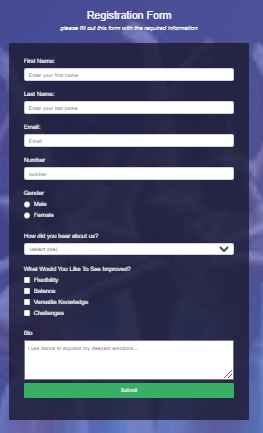 Registration Form
please fill out this form with the required information
First Name:
Enter your first name
Last Name:
Enter your last name
Email:
Email
Number
number
Gender
Male
Female
How did you hear about us?
(select one)
What Would You Like To See Improved?
Flexibility
Balance
Versatile Knowledge
Challenges
Bio
I use dance to express my deepest emotions...
Submit